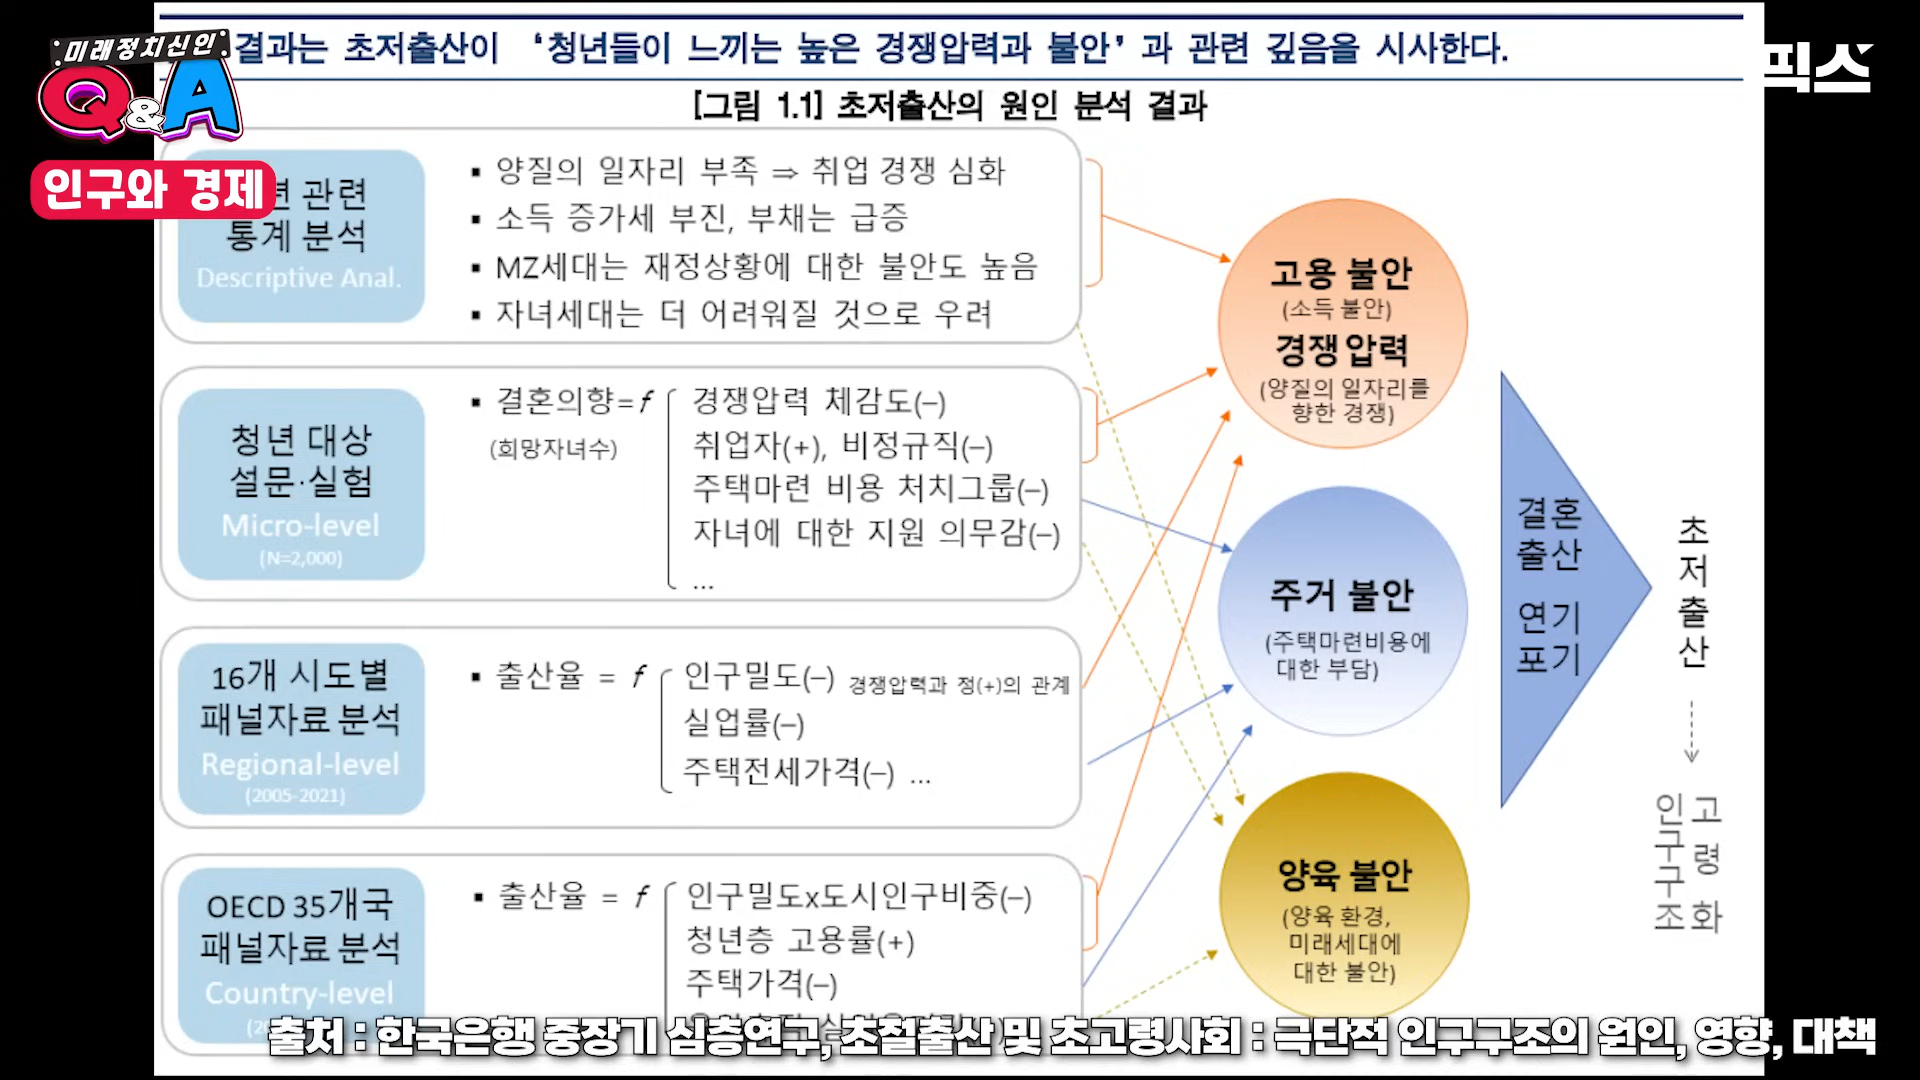 미래정치신인
Q&A
인구와 경제
픽스
결과는 초저출산이 ‘청년들이 느끼는 높은 경쟁압력과 불안’과 관련 깊음을 시사한다.
[그림 1.1] 초저출산의 원인 분석 결과
년 관련
통계 분석
Descriptive Anal.
▪ 양질의 일자리 부족 ⇒ 취업 경쟁 심화
▪ 소득 증가세 부진, 부채는 급증
▪ MZ세대는 재정상황에 대한 불안도 높음
▪ 자녀세대는 더 어려워질 것으로 우려
청년 대상
설문·실험
Micro-level
(N=2,000)
▪ 결혼의향=f
(희망자녀수)
경쟁압력 체감도(–)
취업자(+), 비정규직(–)
주택마련 비용 처치그룹(–)
자녀에 대한 지원 의무감(–)
...
16개 시도별
패널자료 분석
Regional-level
(2005-2021)
▪ 출산율 = f
인구밀도(–) 경쟁압력과 정(+)의 관계
실업률(–)
주택전세가격(–) ...
OECD 35개국
패널자료 분석
Country-level
▪ 출산율 = f
인구밀도x도시인구비중(–)
청년층 고용률(+)
주택가격(–)
고용 불안
(소득 불안)
경쟁압력
(양질의 일자리를
향한 경쟁)
주거 불안
(주택마련비용에
대한 부담)
양육 불안
(양육 환경,
미래세대에
대한 불안)
결혼
출산
연기
포기
초저출산
고령화
인구구조
출처 : 한국은행 중장기 심층연구, 초절출산 및 초고령사회 : 극단적 인구구조의 원인, 영향, 대책